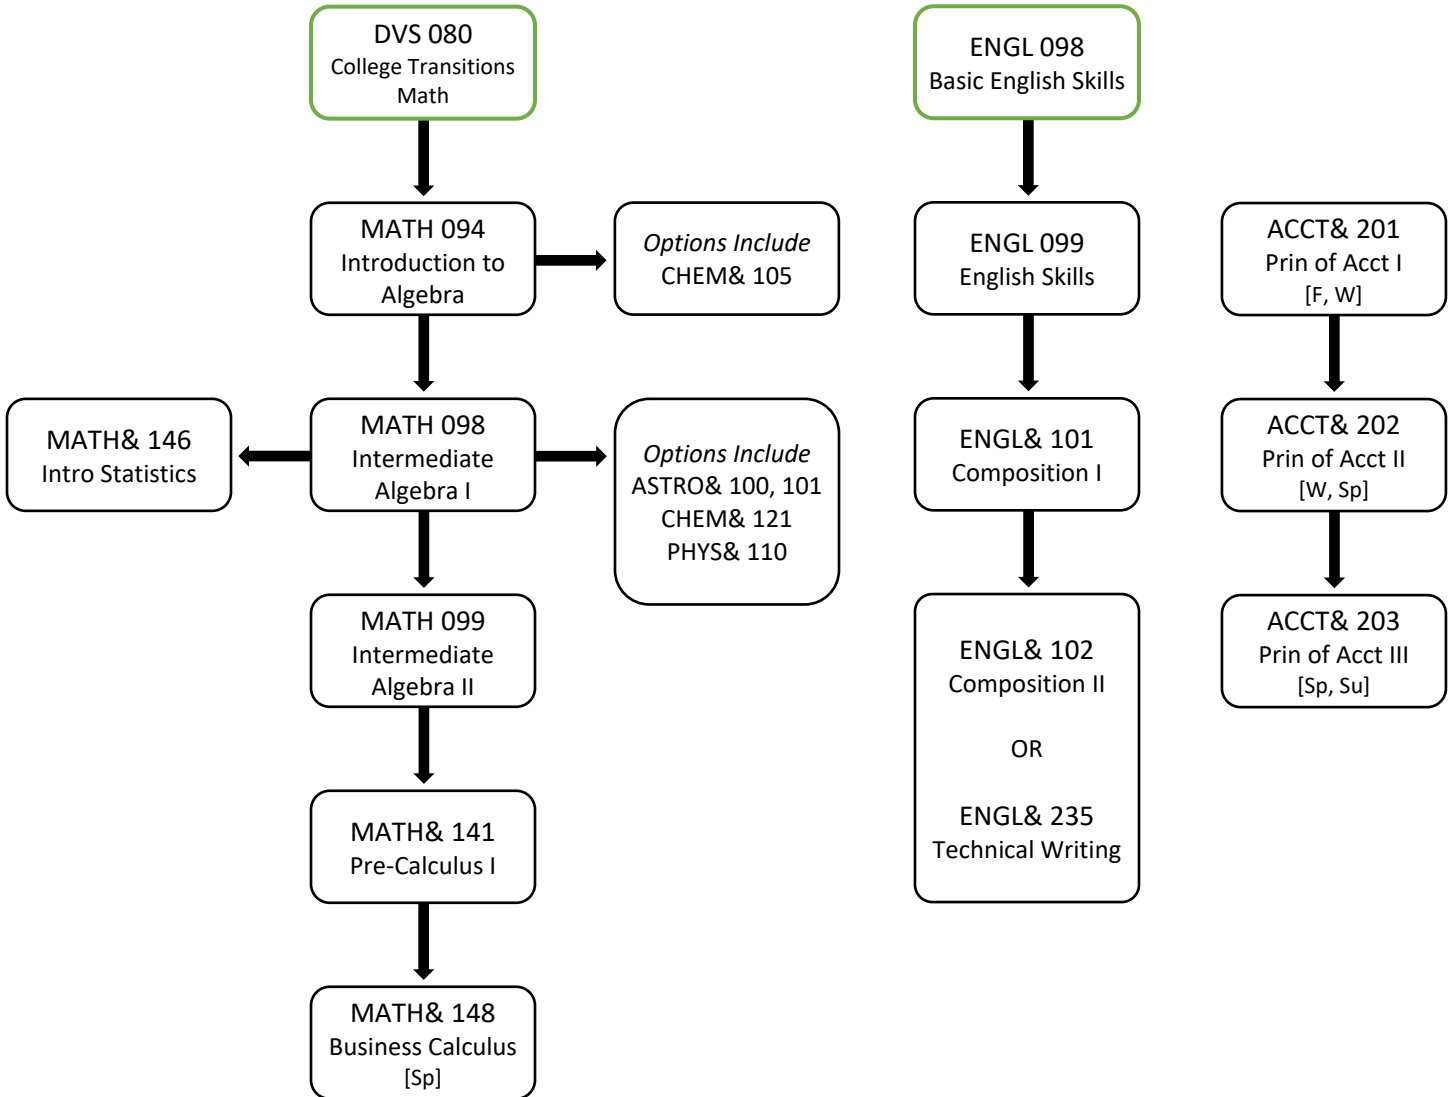 DVS 080
College Transitions
Math
ENGL 098
Basic English Skills
MATH 094
Introduction to
Algebra
Options Include
CHEM& 105
ENGL 099
English Skills
ACCT& 201
Prin of Acct I
[F, W]
MATH& 146
Intro Statistics
MATH 098
Intermediate
Algebra I
Options Include
ASTRO& 100, 101
CHEM& 121
PHYS& 110
ENGL& 101
Composition I
ACCT& 202
Prin of Acct II
[W, Sp]
MATH 099
Intermediate
Algebra II
ENGL& 102
Composition II
OR
ENGL& 235
Technical Writing
ACCT& 203
Prin of Acct III
[Sp, Su]
MATH& 141
Pre-Calculus I
MATH& 148
Business Calculus
[Sp]